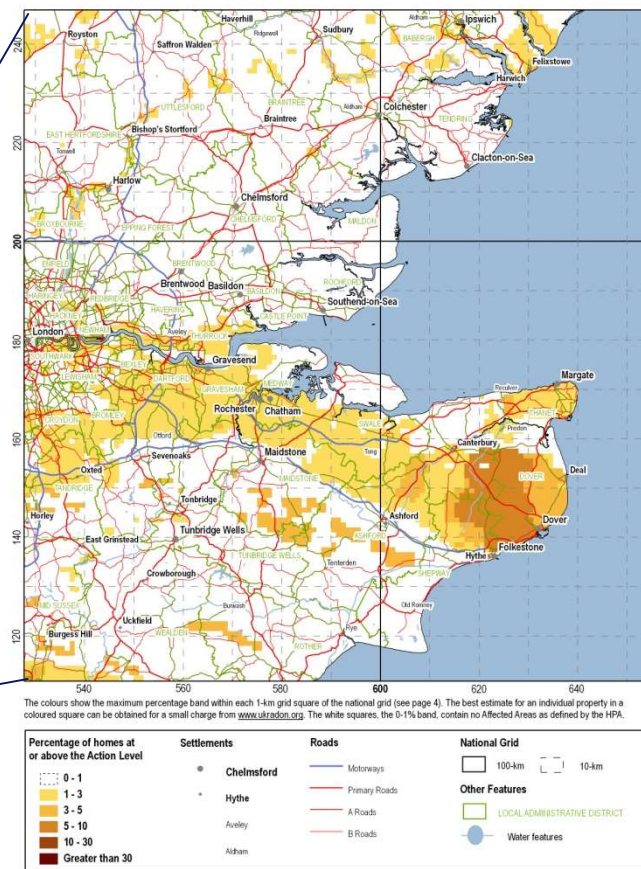 240
220
200
180
160
140
120
Royston
Haverhill
Ridgewell
Sudbury
Aldham
Ipswich
BABERGH
Saffron Walden
Felixstowe
Harwich
UTTLESFORD
BRAINTREE
Aldham
Colchester
EAST HERTFORDSHIRE
Bishop's Stortford
Braintree
TENDRING
Tonwell
Clacton-on-Sea
Harlow
Chelmsford
CHELMSFORD
MALDON
BROXBOURNE
EPPING FOREST
ENFIELD
BRENTWOOD
Brentwood
Basildon
BASILDON
ROCHFORD
HARINGEY
REDBRIDGE
HAVERING
CASTLE POINT
Southend-on-Sea
HACKNEY
NEWHAM
Aveley
THURROCK
London
SOUTHWARK
BEXLEY
Gravesend
LEWISHAM
DARTFORD
GRAVESHAM
MEDWAY
Margate
Reculver
THANET
CROYDON
BROMLEY
Rochester
Chatham
SWALE
Preston
Otford
Canterbury
Oxted
Sevenoaks
Maidstone
Tong
DOVER
Deal
TANDRIDGE
MAIDSTONE
Tonbridge
Horley
Ashford
ASHFORD
Dover
East Grinstead
Tunbridge Wells
TUNBRIDGE WELLS
Folkestone
Hythe
Tenterden
SHEPWAY
Crowborough
MID SUSSEX
Burwash
Old Romney
Uckfield
Rye
Burgess Hill
WEALDEN
ROTHER
540
560
580
600
620
640
The colours show the maximum percentage band within each 1-km grid square of the national grid (see page 4). The best estimate for an individual property in a
coloured square can be obtained for a small charge from www.ukradon.org. The white squares, the 0-1% band, contain no Affected Areas as defined by the HPA.
Percentage of homes at
or above the Action Level
0 - 1
1 - 3
3 - 5
5 - 10
10 - 30
Greater than 30
Settlements
Chelmsford
Hythe
Aveley
Aldham
Roads
Motorways
Primary Roads
A Roads
B Roads
National Grid
100-km
10-km
Other Features
LOCAL ADMINISTRATIVE DISTRICT
Water features